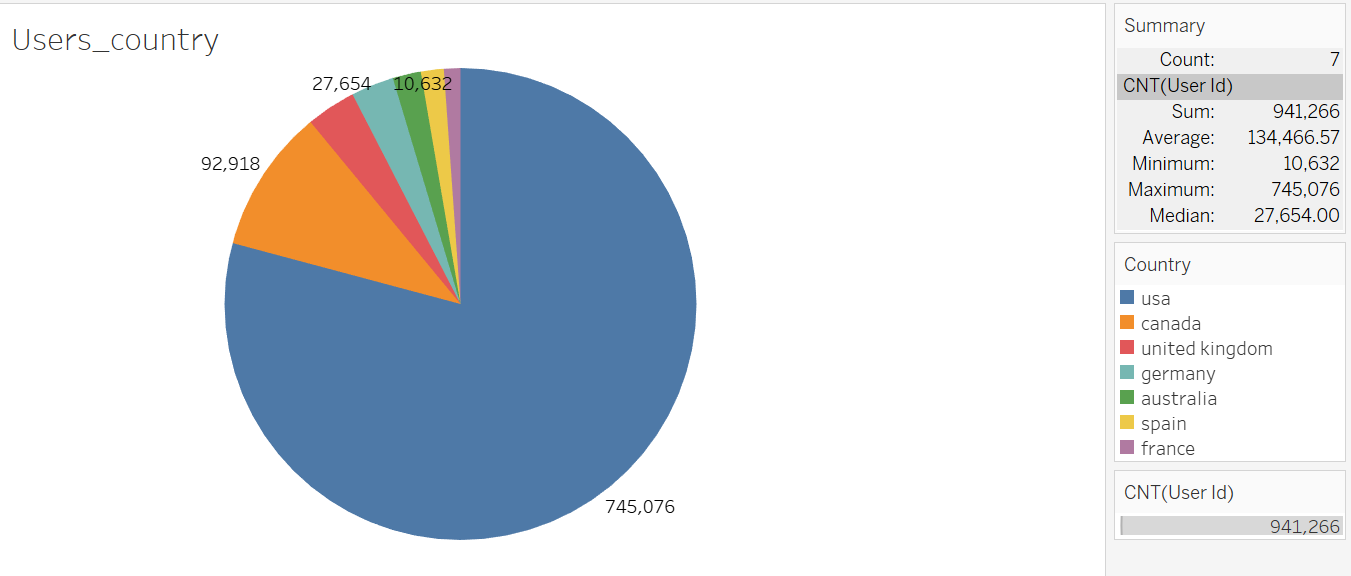 Users_country
27,654
10,632
92,918
745,076
Summary
Count: 7
CNT(User Id)
Sum: 941,266
Average: 134,466.57
Minimum: 10,632
Maximum: 745,076
Median: 27,654.00
Country
usa
canada
united kingdom
germany
australia
spain
france
CNT(User Id)
941,266